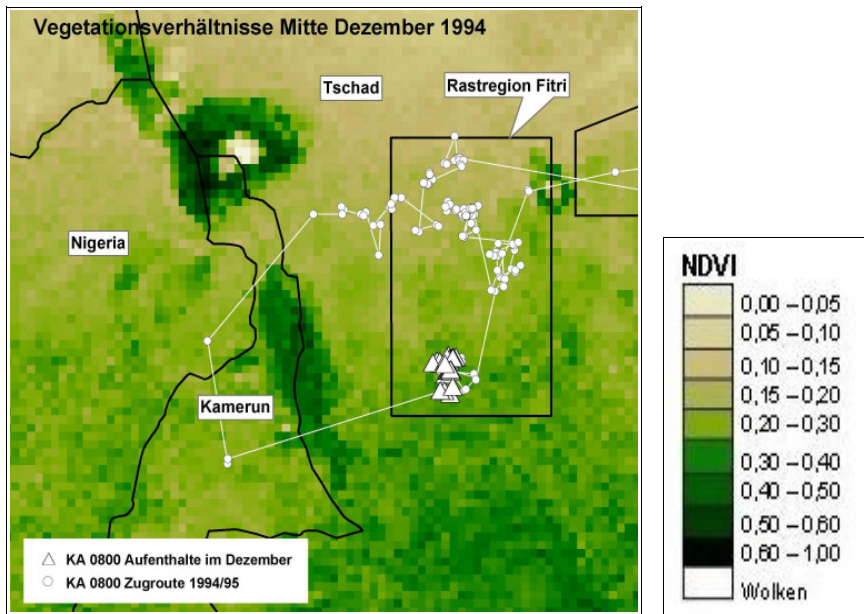 Vegetationsverhältnisse Mitte Dezember 1994
Tschad
Rastregion Fitri
Nigeria
Kamerun
KA 0800 Aufenthalte im Dezember
KA 0800 Zugroute 1994/95
NDVI
0,00 – 0,05
0,05 – 0,10
0,10 – 0,15
0,15 – 0,20
0,20 – 0,30
0,30 – 0,40
0,40 – 0,50
0,50 – 0,60
0,60 – 1,00
Wolken